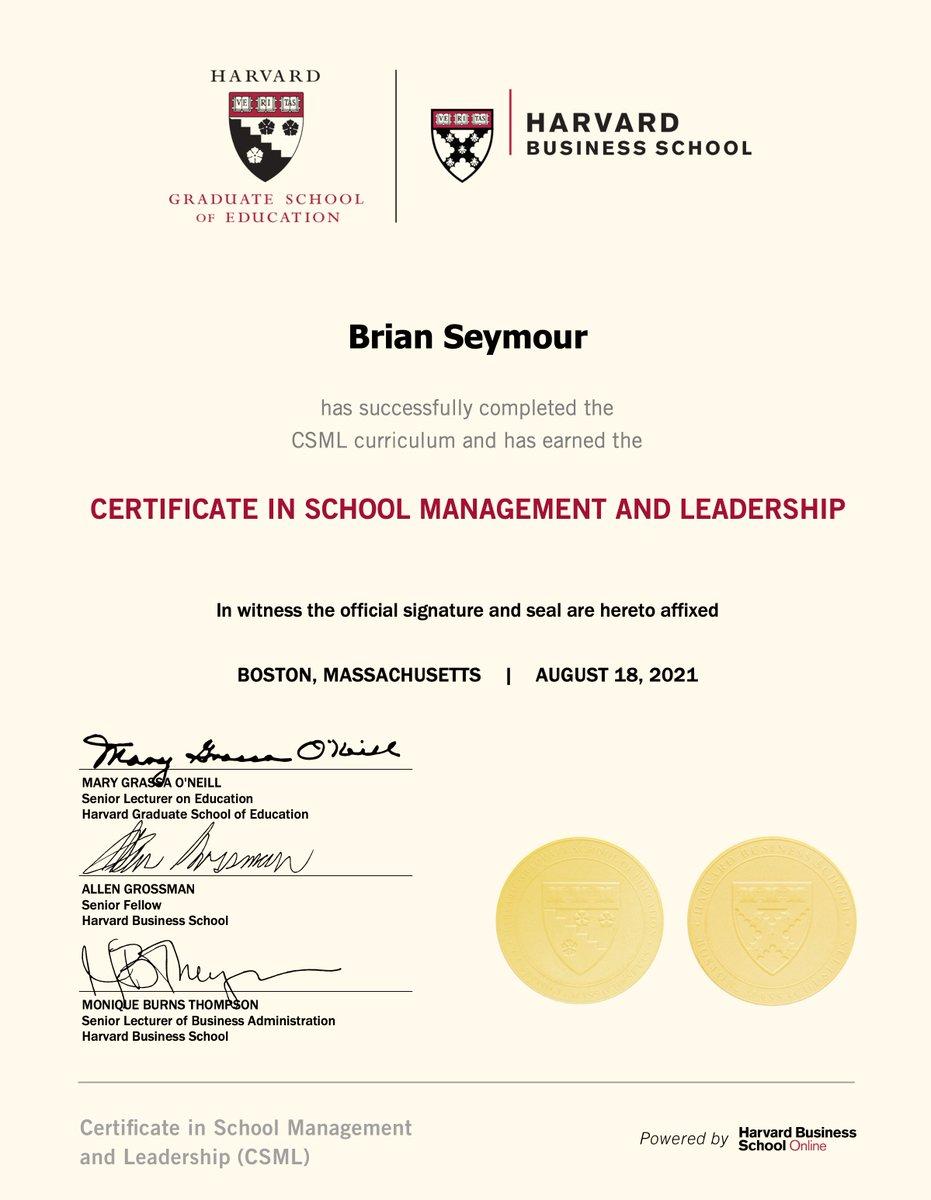 HARVARD
VE RI TAS
GRADUATE SCHOOL
OF EDUCATION
VE RI TAS
HARVARD
BUSINESS SCHOOL
Brian Seymour
has successfully completed the
CSML curriculum and has earned the
CERTIFICATE IN SCHOOL MANAGEMENT AND LEADERSHIP
In witness the official signature and seal are hereto affixed
BOSTON, MASSACHUSETTS | AUGUST 18, 2021
Mary Grassa O'Neill
MARY GRASSA O'NEILL
Senior Lecturer on Education
Harvard Graduate School of Education
Allen Grossman
ALLEN GROSSMAN
Senior Fellow
Harvard Business School
MONIQUE BURNS THOMPSON
Senior Lecturer of Business Administration
Harvard Business School
HARVARD BUSINESS SCHOOL
Certificate in School Management
and Leadership (CSML)
Powered by Harvard Business
School Online